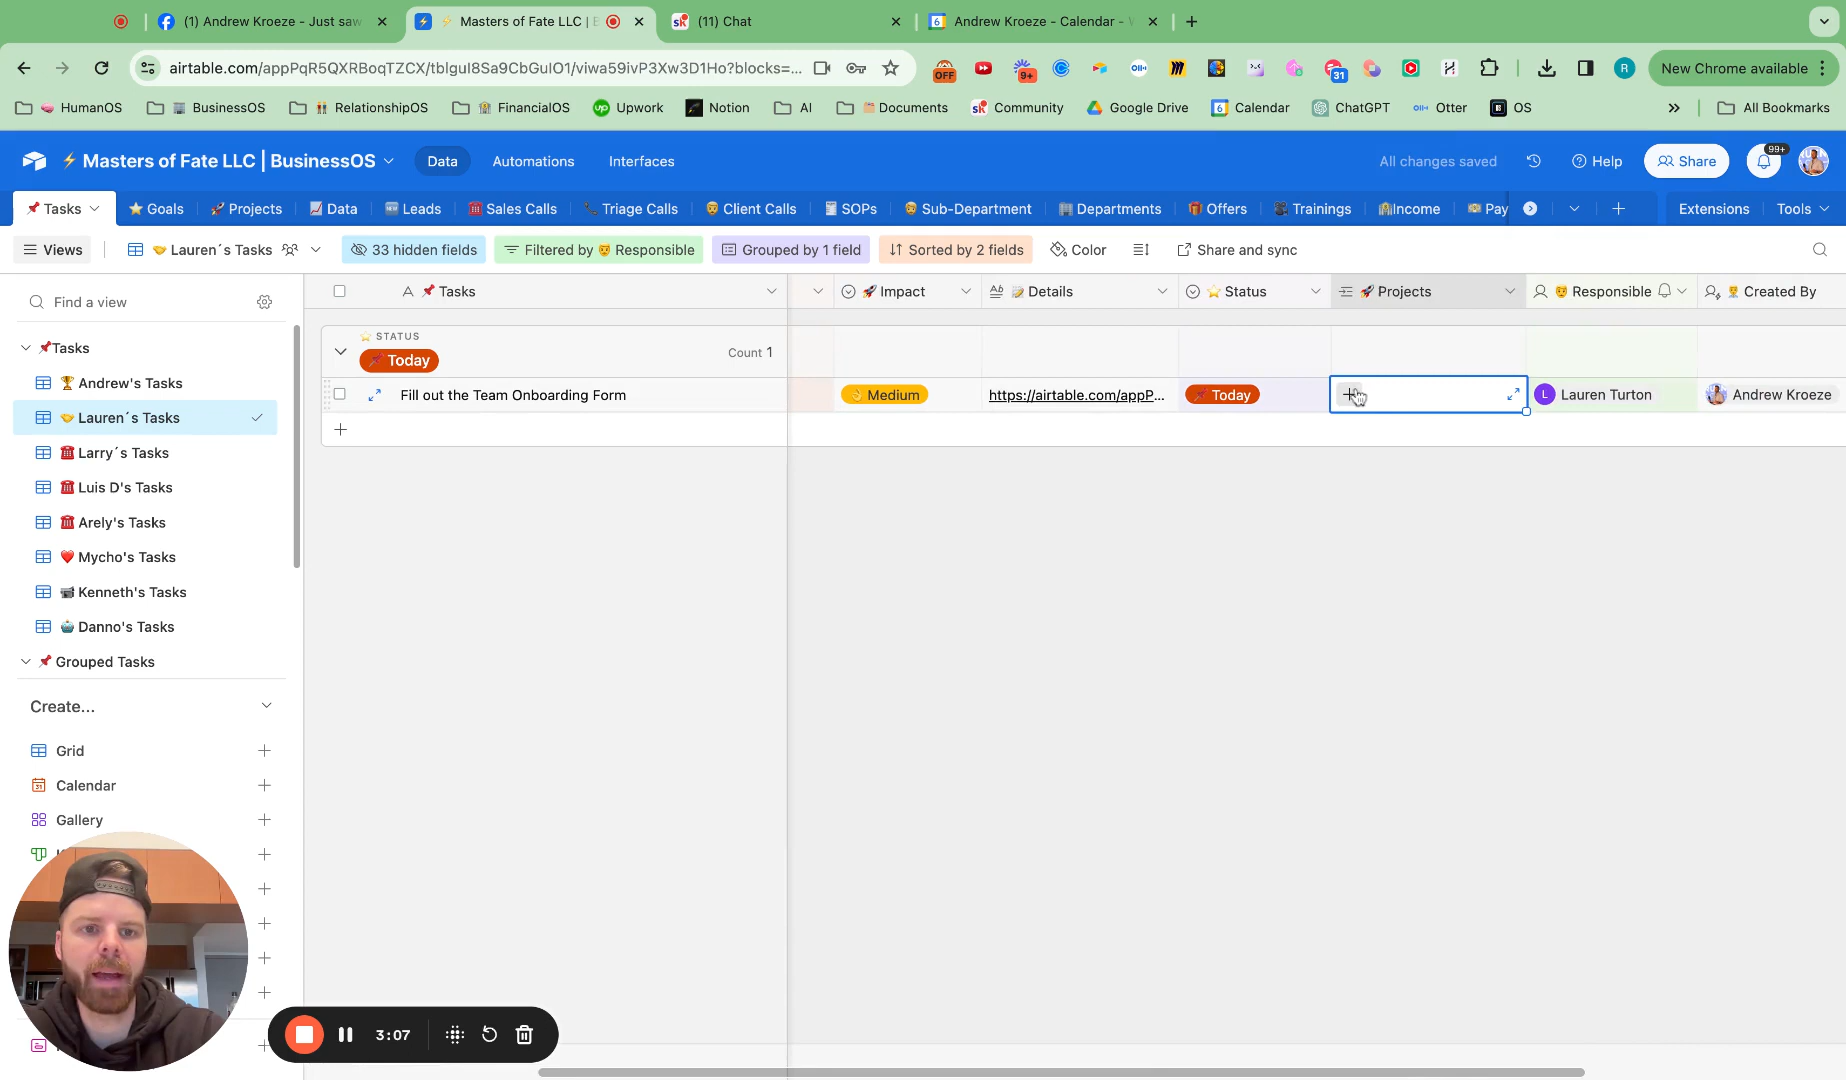 (1) Andrew Kroeze - Just saw
Masters of Fate LLC | B
(11) Chat
6
Andrew Kroeze - Calendar -
airtable.com/appPqR5QXRBoqTZCX/tblgul8Sa9CbGulO1/viwa59ivP3Xw3D1Ho?blocks=...
OFF
9+
31
R
New Chrome available
HumanOS
BusinessOS
RelationshipOS
FinancialOS
Upwork
Notion
AI
Documents
Community
Google Drive
Calendar
ChatGPT
Otter
OS
All Bookmarks
Masters of Fate LLC | BusinessOS
Data
Automations
Interfaces
All changes saved
Help
Share
99+
Tasks
Goals
Projects
Data
Leads
Sales Calls
Triage Calls
Client Calls
SOPs
Sub-Department
Departments
Offers
Trainings
Income
Pay
Extensions
Tools
Views
Lauren´s Tasks
33 hidden fields
Filtered by Responsible
Grouped by 1 field
Sorted by 2 fields
Color
Share and sync
Find a view
Tasks
Andrew's Tasks
Lauren´s Tasks
Larry´s Tasks
Luis D's Tasks
Arely's Tasks
Mycho's Tasks
Kenneth's Tasks
Danno's Tasks
Grouped Tasks
Create...
Grid
Calendar
Gallery
Tasks
Impact
Details
Status
Projects
Responsible
Created By
STATUS
Today
Count 1
Fill out the Team Onboarding Form
Medium
https://airtable.com/appP...
Today
L
Lauren Turton
Andrew Kroeze
3:07